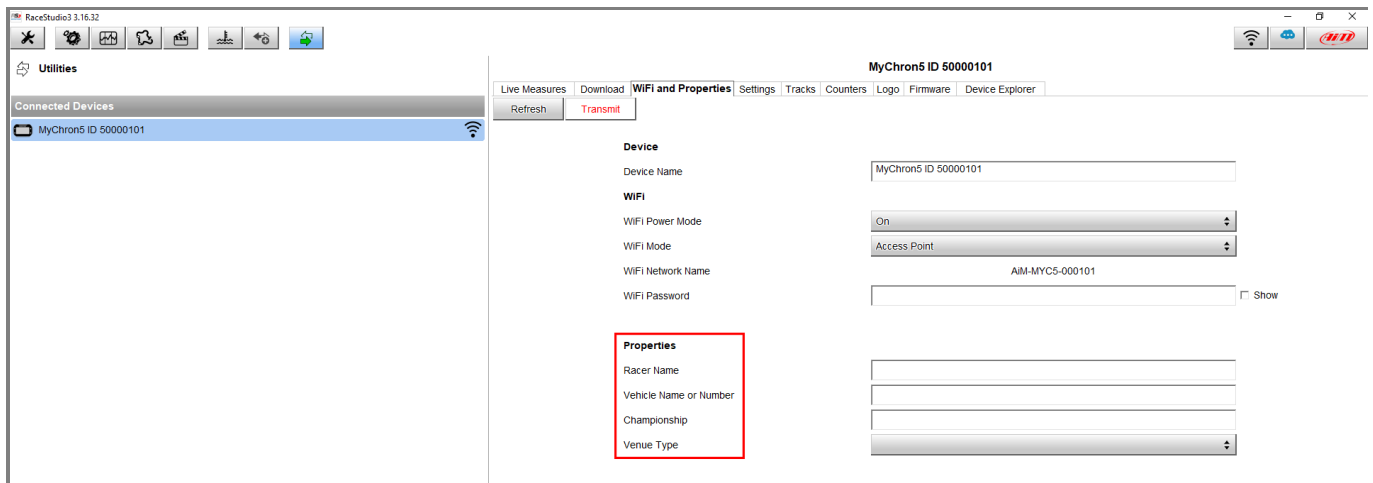 RaceStudio3 3.16.32
AiM
Utilities
MyChron5 ID 50000101
Live Measures Download WiFi and Properties Settings Tracks Counters Logo Firmware Device Explorer
Connected Devices
Refresh Transmit
MyChron5 ID 50000101
Device
Device Name MyChron5 ID 50000101
WiFi
WiFi Power Mode On
WiFi Mode Access Point
WiFi Network Name AiM-MYC5-000101
WiFi Password Show
Properties
Racer Name
Vehicle Name or Number
Championship
Venue Type